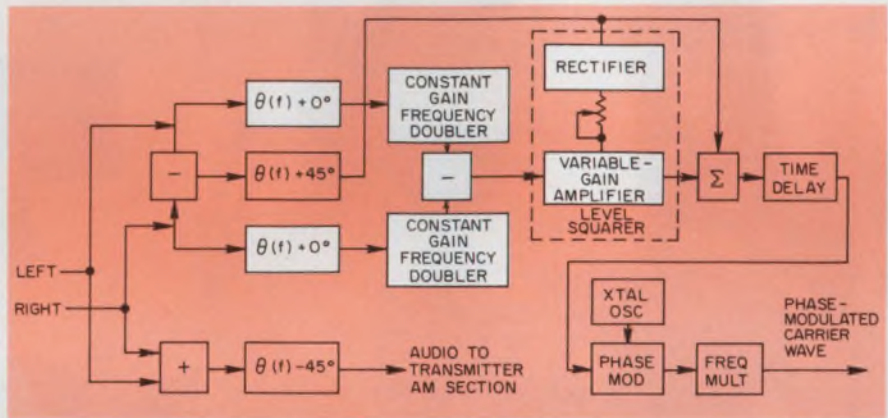 θ(f) + 0°
CONSTANT
GAIN
FREQUENCY
DOUBLER
RECTIFIER
−
θ(f) + 45°
−
VARIABLE-
GAIN
AMPLIFIER
LEVEL
SQUARER
Σ
TIME
DELAY
θ(f) + 0°
CONSTANT
GAIN
FREQUENCY
DOUBLER
LEFT
RIGHT
+
θ(f) − 45°
AUDIO TO
TRANSMITTER
AM SECTION
XTAL
OSC
PHASE
MOD
FREQ
MULT
PHASE-
MODULATED
CARRIER
WAVE